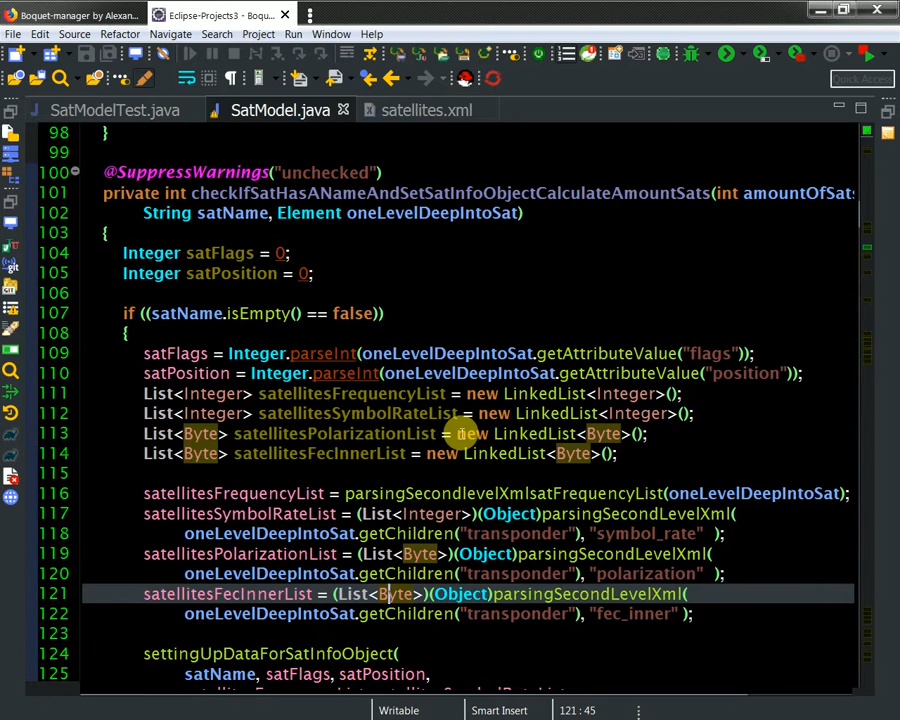 Boquet-manager by Alexan...
Eclipse-Projects3 - Boqu...
File Edit Source Refactor Navigate Search Project Run Window Help
Quick Access
SatModelTest.java SatModel.java satellites.xml
98 }
99
100 @SuppressWarnings("unchecked")
101 private int checkIfSatHasANameAndSetSatInfoObjectCalculateAmountSats(int amountOfSats
102 String satName, Element oneLevelDeepIntoSat)
103 {
104 Integer satFlags = 0;
105 Integer satPosition = 0;
106
107 if ((satName.isEmpty() == false))
108 {
109 satFlags = Integer.parseInt(oneLevelDeepIntoSat.getAttributeValue("flags"));
110 satPosition = Integer.parseInt(oneLevelDeepIntoSat.getAttributeValue("position"));
111 List<Integer> satellitesFrequencyList = new LinkedList<Integer>();
112 List<Integer> satellitesSymbolRateList = new LinkedList<Integer>();
113 List<Byte> satellitesPolarizationList = new LinkedList<Byte>();
114 List<Byte> satellitesFecInnerList = new LinkedList<Byte>();
115
116 satellitesFrequencyList = parsingSecondlevelXmlsatFrequencyList(oneLevelDeepIntoSat);
117 satellitesSymbolRateList = (List<Integer>)(Object)parsingSecondLevelXml(
118 oneLevelDeepIntoSat.getChildren("transponder"), "symbol_rate" );
119 satellitesPolarizationList = (List<Byte>)(Object)parsingSecondLevelXml(
120 oneLevelDeepIntoSat.getChildren("transponder"), "polarization" );
121 satellitesFecInnerList = (List<Byte>)(Object)parsingSecondLevelXml(
122 oneLevelDeepIntoSat.getChildren("transponder"), "fec_inner" );
123
124 settingUpDataForSatInfoObject(
125 satName, satFlags, satPosition,
Writable Smart Insert 121 : 45